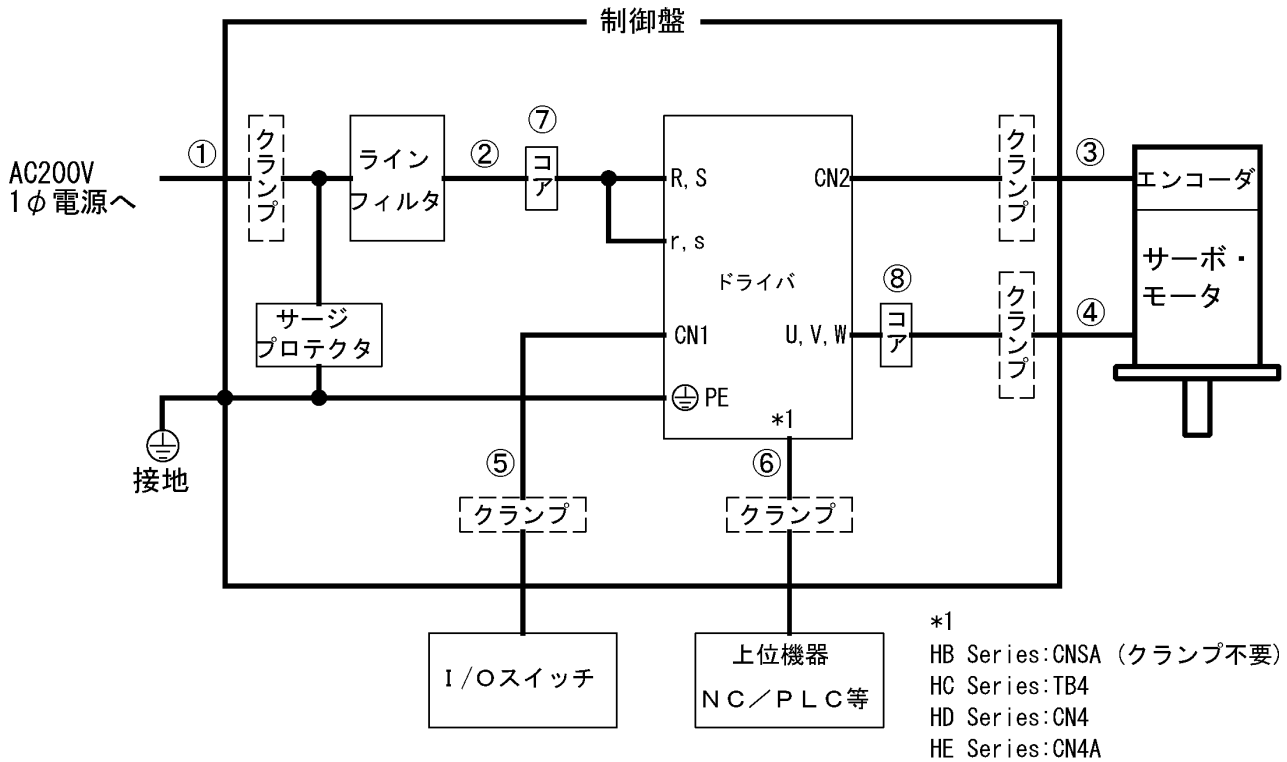 制御盤
AC200V
1φ電源へ
①
クランプ
ライン
フィルタ
②
⑦
コア
R,S
r,s
ドライバ
CN1
PE
CN2
U,V,W
*1
⑧
コア
クランプ
クランプ
③
④
エンコーダ
サーボ・
モータ
サージ
プロテクタ
接地
⑤
クランプ
⑥
クランプ
I/Oスイッチ
上位機器
NC/PLC等
*1
HB Series:CNSA (クランプ不要)
HC Series:TB4
HD Series:CN4
HE Series:CN4A